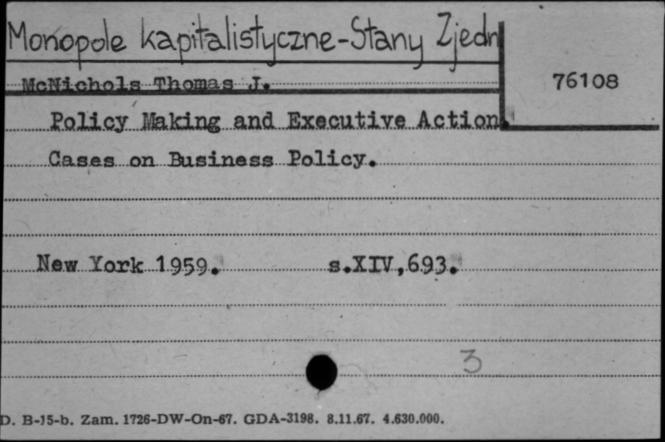 Monopole kapitalistyczne-Stany Zjedn
McNichols Thomas J.
76108
Policy Making and Executive Action.
Cases on Business Policy.
New York 1959. s.XIV,693.
3
D. B-15-b. Zam. 1726-DW-On-67. GDA-3198. 8.11.67. 4.630.000.